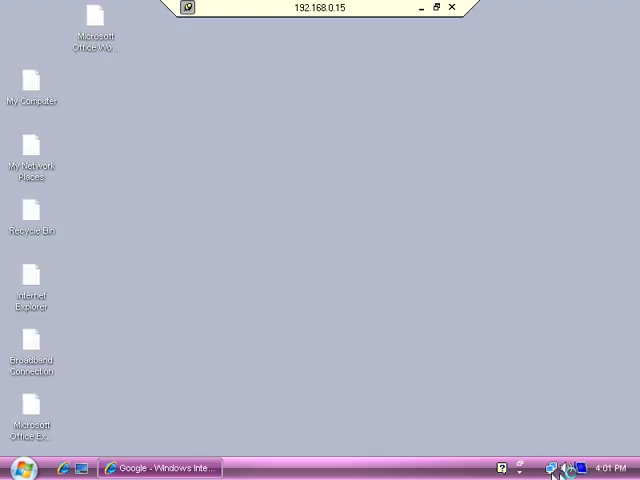 192.168.0.15
Microsoft
Office Wo...
My Computer
My Network
Places
Recycle Bin
Internet
Explorer
Broadband
Connection
Microsoft
Office Ex...
Google - Windows Inte...
4:01 PM